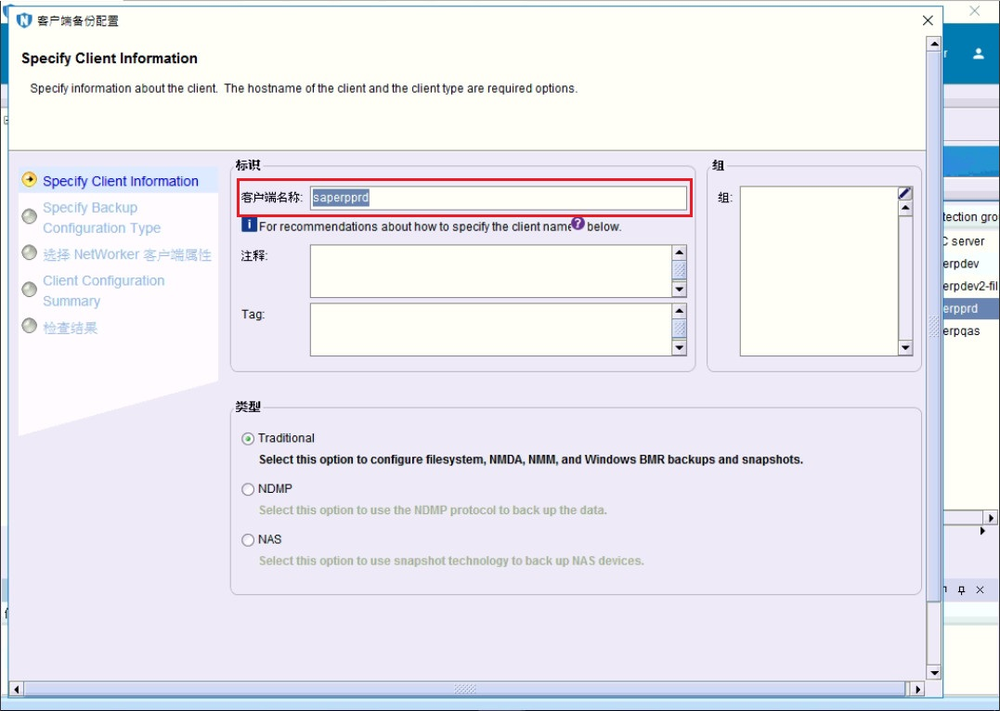 客户端备份配置
Specify Client Information
Specify information about the client. The hostname of the client and the client type are required options.
Specify Client Information
Specify Backup
Configuration Type
选择 NetWorker 客户端属性
Client Configuration
Summary
检查结果
标识
客户端名称: saperpprd
For recommendations about how to specify the client name ? below.
注释:
Tag:
组
组:
类型
Traditional
Select this option to configure filesystem, NMDA, NMM, and Windows BMR backups and snapshots.
NDMP
Select this option to use the NDMP protocol to back up the data.
NAS
Select this option to use snapshot technology to back up NAS devices.
tection gro
C server
erpdev
erpdev2-fil
erpprd
erpqas